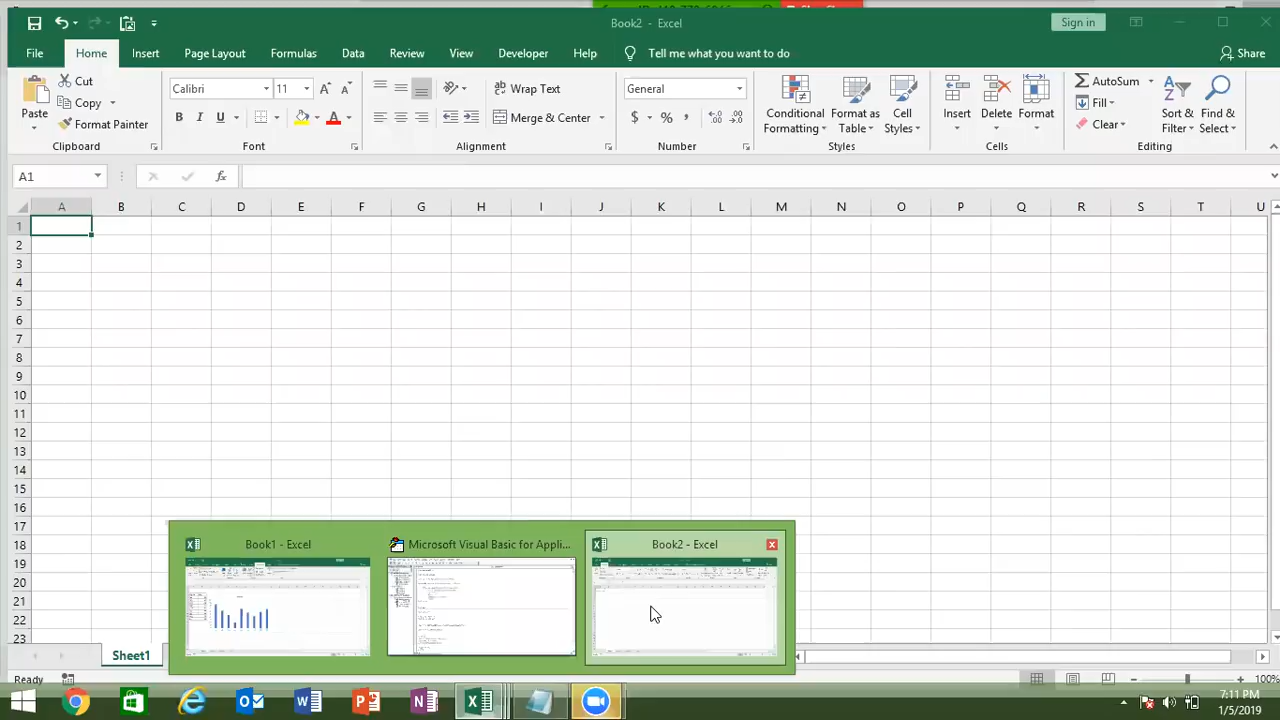 Book2 - Excel
Sign in
File Home Insert Page Layout Formulas Data Review View Developer Help Tell me what you want to do Share
Paste
Cut
Copy
Format Painter
Clipboard
Calibri 11
B I U
Font
Wrap Text
Merge & Center
Alignment
General
$ % ,
Number
Conditional Formatting
Format as Table
Cell Styles
Styles
Insert Delete Format
Cells
AutoSum
Fill
Clear
Sort & Filter
Find & Select
Editing
A1 fx
A B C D E F G H I J K L M N O P Q R S T U
1
2
3
4
5
6
7
8
9
10
11
12
13
14
15
16
17
18
19
20
21
22
23
Book1 - Excel
Microsoft Visual Basic for Appli...
Book2 - Excel
Sheet1
Ready
100%
7:11 PM
1/5/2019